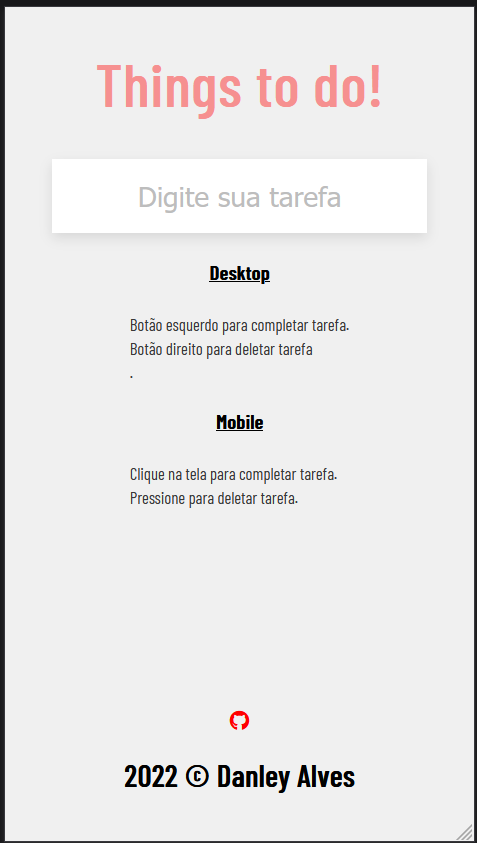 Things to do!
Digite sua tarefa
Desktop
Botão esquerdo para completar tarefa.
Botão direito para deletar tarefa
.
Mobile
Clique na tela para completar tarefa.
Pressione para deletar tarefa.
2022 © Danley Alves